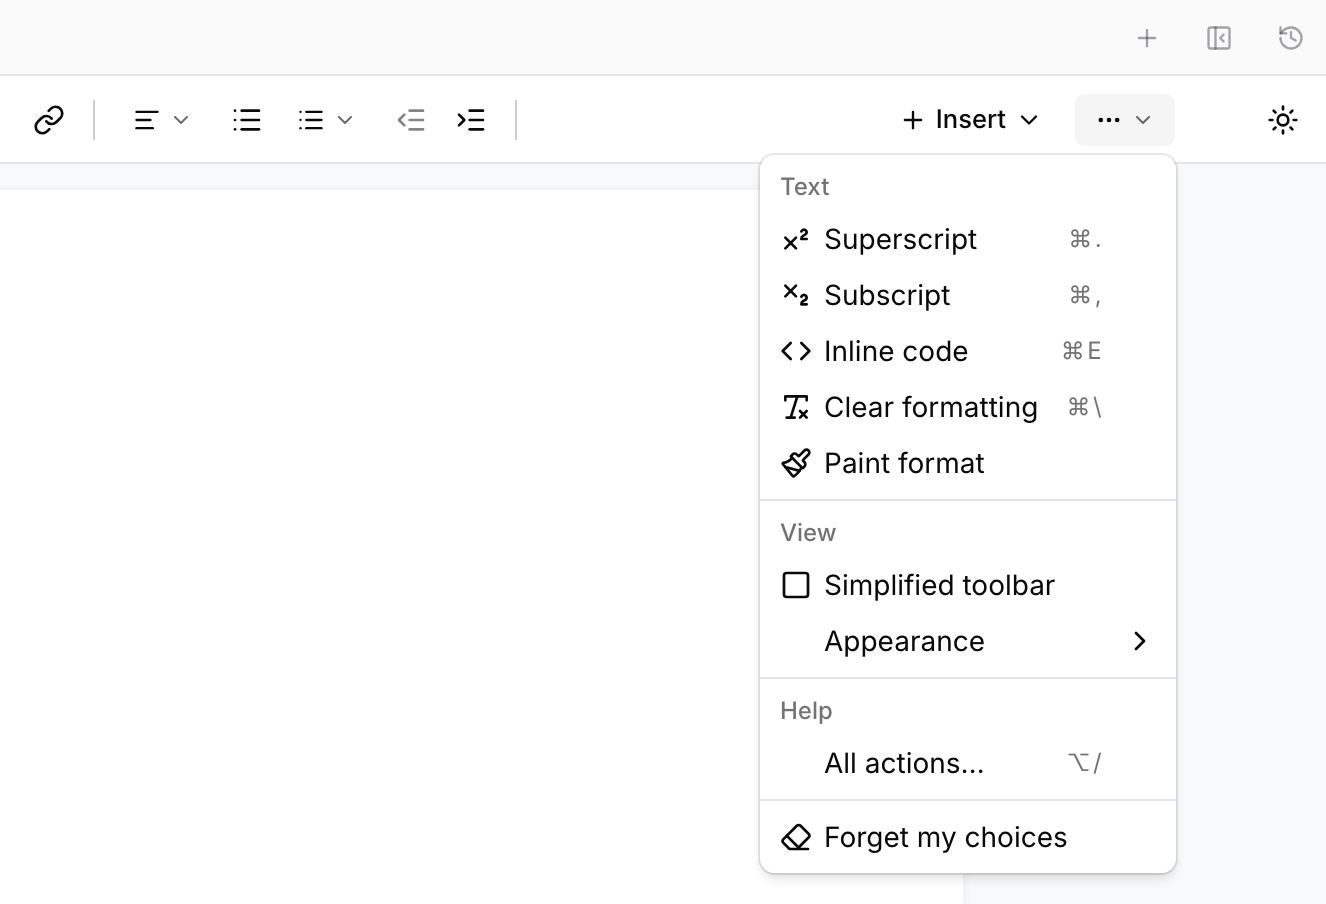 Insert
Text
Superscript ⌘.
Subscript ⌘,
Inline code ⌘E
Clear formatting ⌘\
Paint format
View
Simplified toolbar
Appearance
Help
All actions... ⌥/
Forget my choices